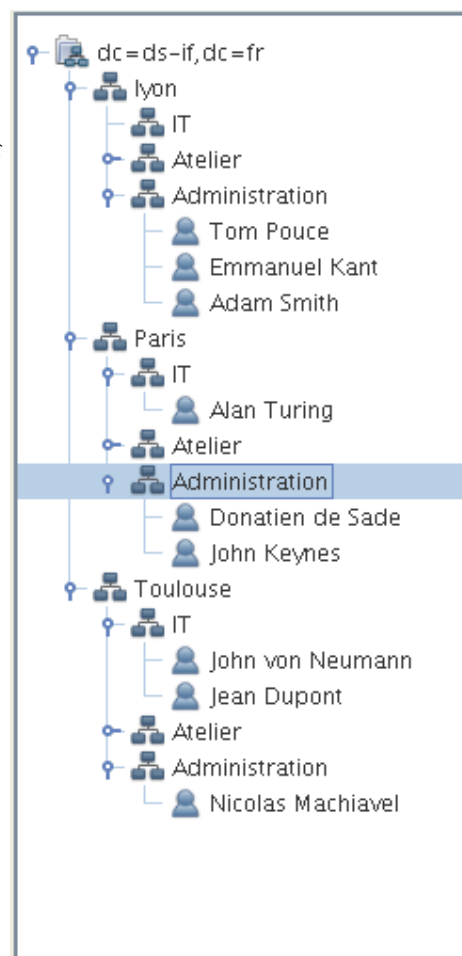 dc=ds-if,dc=fr
lyon
IT
Atelier
Administration
Tom Pouce
Emmanuel Kant
Adam Smith
Paris
IT
Alan Turing
Atelier
Administration
Donatien de Sade
John Keynes
Toulouse
IT
John von Neumann
Jean Dupont
Atelier
Administration
Nicolas Machiavel